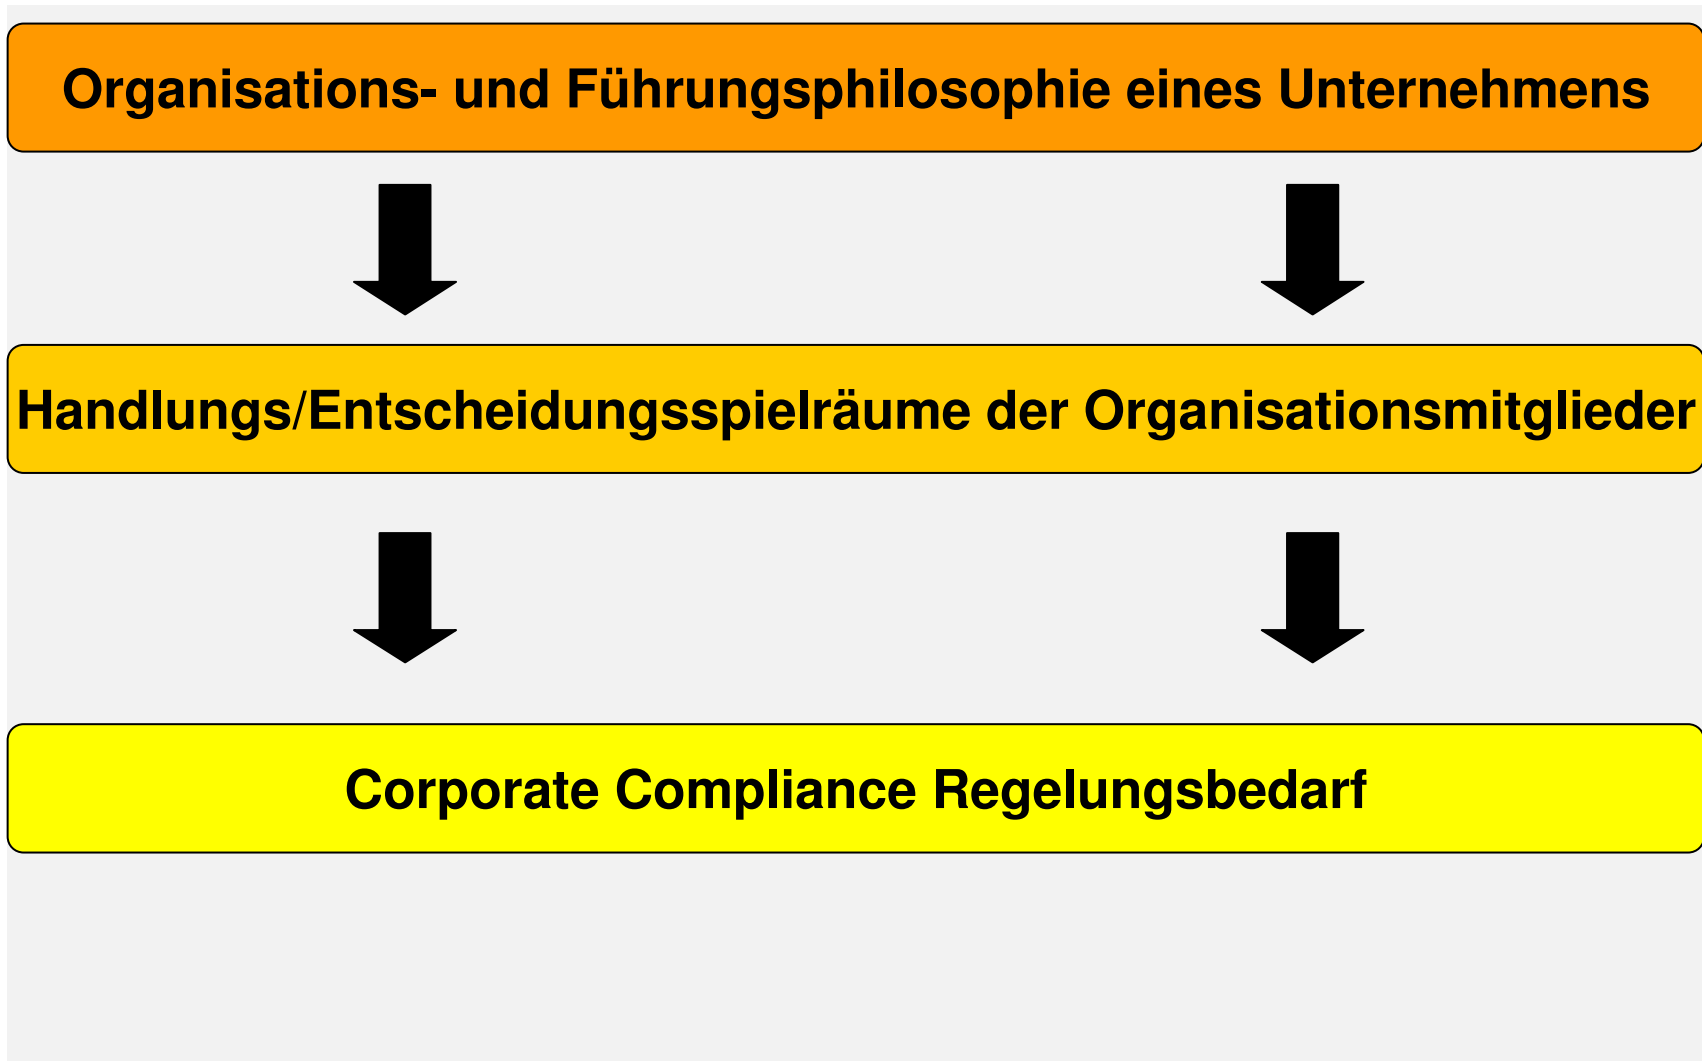 Organisations- und Führungsphilosophie eines Unternehmens
Handlungs/Entscheidungsspielräume der Organisationsmitglieder
Corporate Compliance Regelungsbedarf